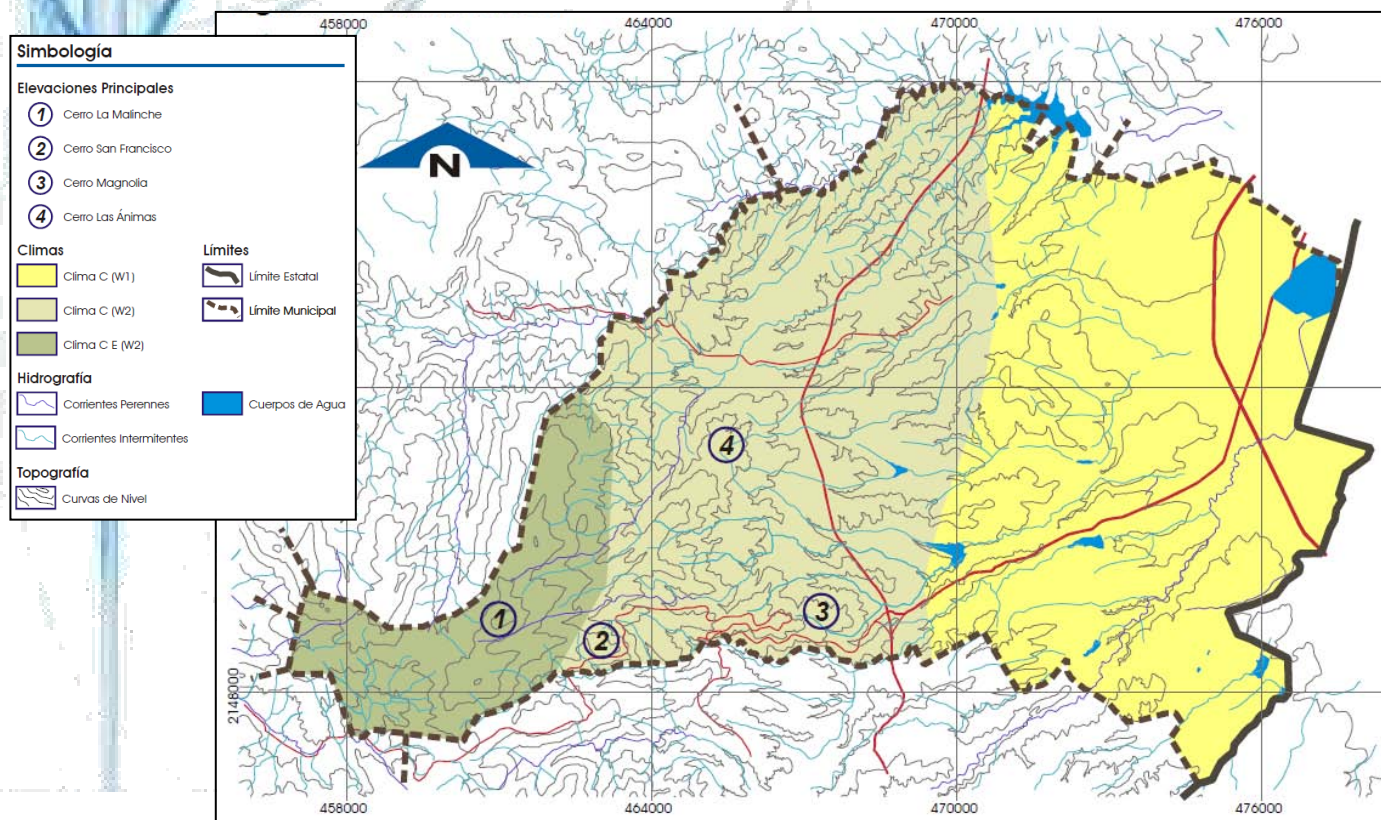 Simbología
Elevaciones Principales
1 Cerro La Malinche
2 Cerro San Francisco
3 Cerro Magnolia
4 Cerro Las Ánimas
Climas
Clima C (W1)
Clima C (W2)
Clima C E (W2)
Límites
Límite Estatal
Límite Municipal
Hidrografía
Corrientes Perennes
Cuerpos de Agua
Corrientes Intermitentes
Topografía
Curvas de Nivel
458000 464000 470000 476000
N
4
1
2
3
2148000
458000 464000 470000 476000